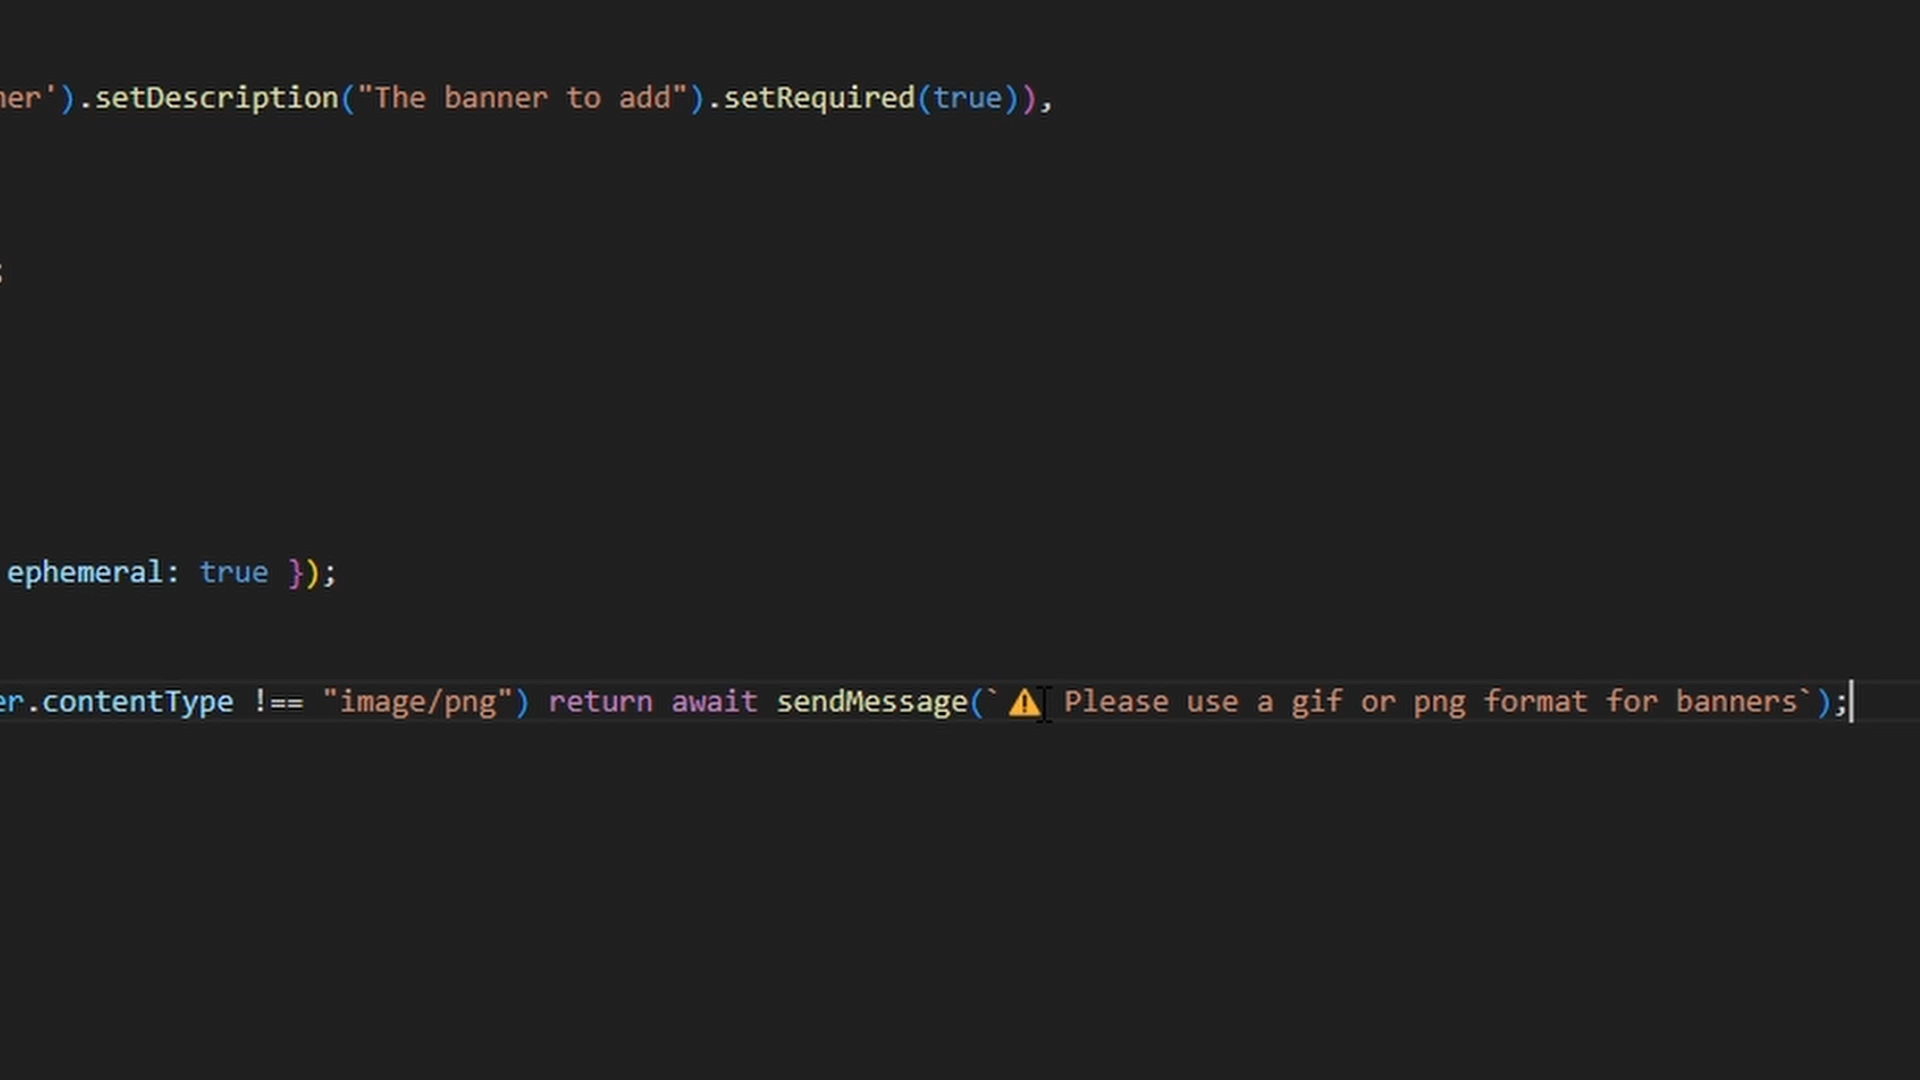 ner').setDescription("The banner to add").setRequired(true)),
;
ephemeral: true });
er.contentType !== "image/png") return await sendMessage(`⚠️ Please use a gif or png format for banners`);